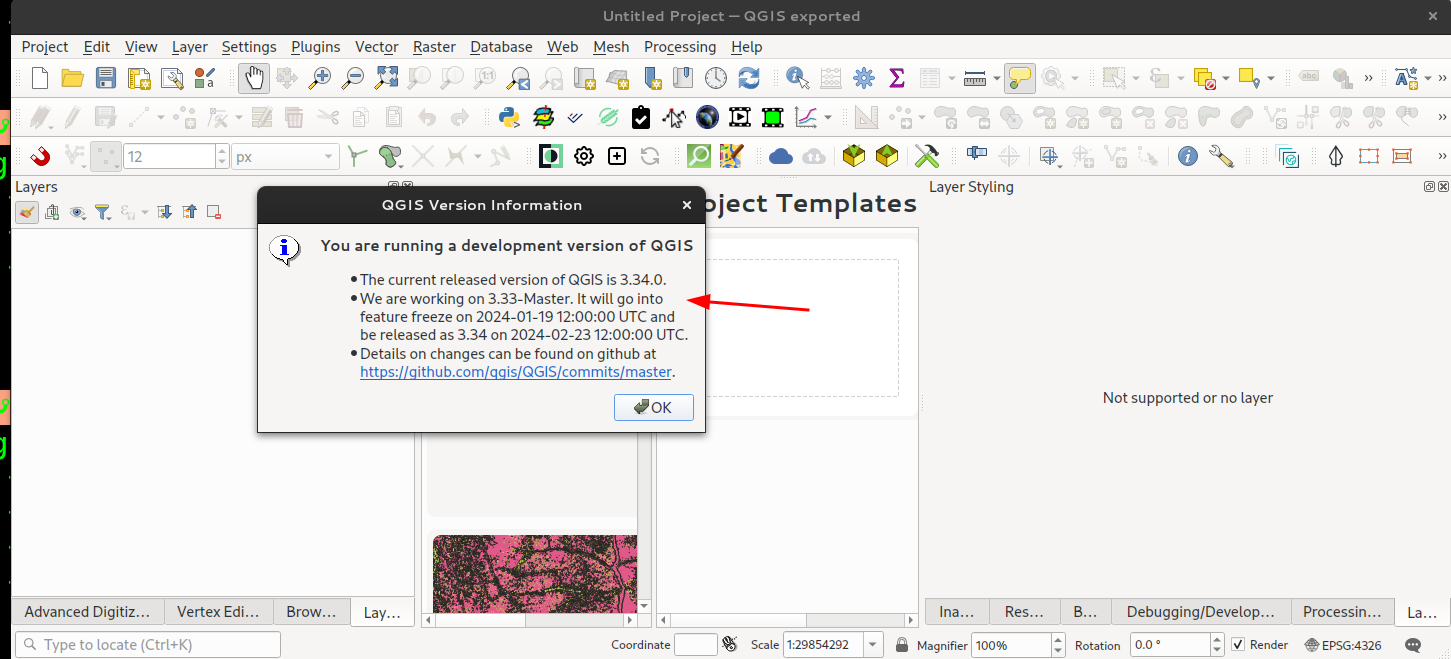 Untitled Project — QGIS exported
Project Edit View Layer Settings Plugins Vector Raster Database Web Mesh Processing Help
1:1
abc
12 px
Layers
Layer Styling
QGIS Version Information
oject Templates
You are running a development version of QGIS
The current released version of QGIS is 3.34.0.
We are working on 3.33-Master. It will go into
feature freeze on 2024-01-19 12:00:00 UTC and
be released as 3.34 on 2024-02-23 12:00:00 UTC.
Details on changes can be found on github at
https://github.com/qgis/QGIS/commits/master.
OK
Not supported or no layer
Advanced Digitiz... Vertex Edi... Brow... Lay...
Ina... Res... B... Debugging/Develop... Processin... La...
Type to locate (Ctrl+K)
Coordinate Scale 1:29854292 Magnifier 100% Rotation 0.0 ° Render EPSG:4326